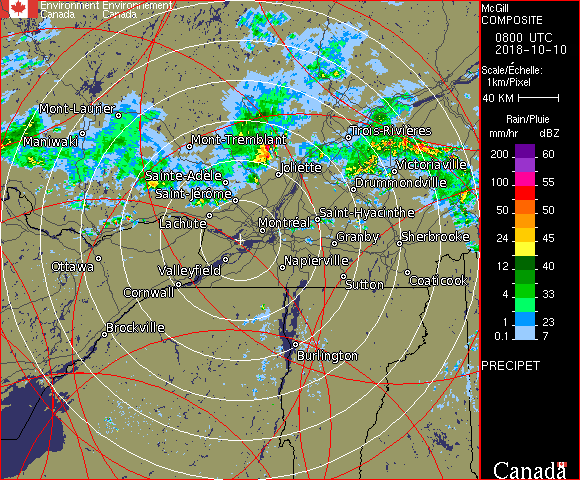 Environment Environnement
Canada Canada
McGill
COMPOSITE
0800 UTC
2018-10-10
Scale/Échelle:
1km/Pixel
40 KM
Rain/Pluie
mm/hr dBZ
200 60
100 55
50 50
24 45
12 40
4 33
2 28
1 23
0.1 7
PRECIPET
Mont-Laurier
Maniwaki
Mont-Tremblant
Trois-Rivières
Sainte-Adèle
Joliette
Victoriaville
Saint-Jérôme
Drummondville
Lachute
Montréal
Saint-Hyacinthe
Granby
Sherbrooke
Ottawa
Valleyfield
Napierville
Cornwall
Sutton
Coaticook
Brockville
Burlington
Canada